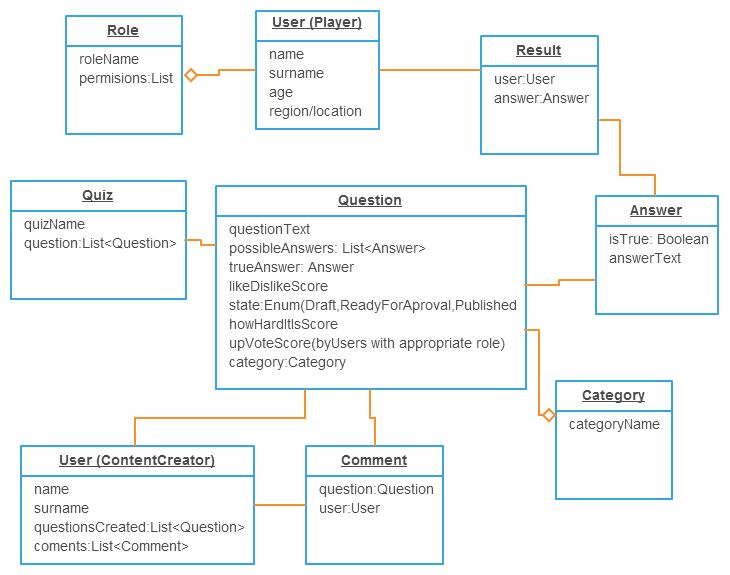 Role
roleName
permisions:List
User (Player)
name
surname
age
region/location
Result
user:User
answer:Answer
Quiz
quizName
question:List<Question>
Question
questionText
possibleAnswers: List<Answer>
trueAnswer: Answer
likeDislikeScore
state:Enum(Draft,ReadyForAproval,Published
howHardItIsScore
upVoteScore(byUsers with appropriate role)
category:Category
Answer
isTrue: Boolean
answerText
Category
categoryName
User (ContentCreator)
name
surname
questionsCreated:List<Question>
coments:List<Comment>
Comment
question:Question
user:User